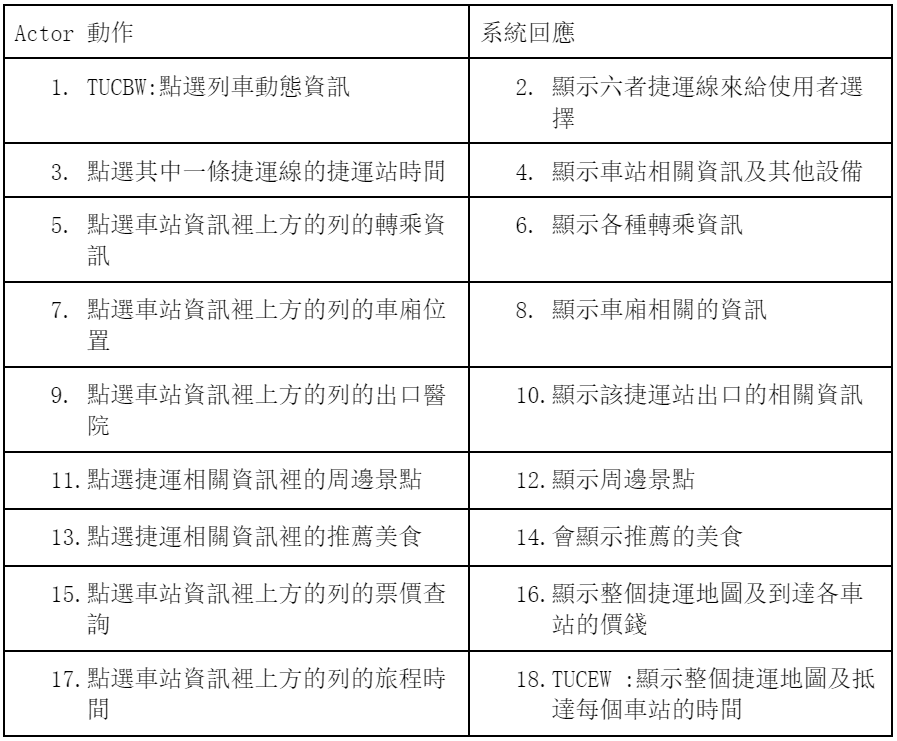 Actor 動作
系統回應
1. TUCBW:點選列車動態資訊
2. 顯示六者捷運線來給使用者選
擇
3. 點選其中一條捷運線的捷運站時間
4. 顯示車站相關資訊及其他設備
5. 點選車站資訊裡上方的列的轉乘資
訊
6. 顯示各種轉乘資訊
7. 點選車站資訊裡上方的列的車廂位
置
8. 顯示車廂相關的資訊
9. 點選車站資訊裡上方的列的出口醫
院
10.顯示該捷運站出口的相關資訊
11.點選捷運相關資訊裡的周邊景點
12.顯示周邊景點
13.點選捷運相關資訊裡的推薦美食
14.會顯示推薦的美食
15.點選車站資訊裡上方的列的票價查
詢
16.顯示整個捷運地圖及到達各車
站的價錢
17.點選車站資訊裡上方的列的旅程時
間
18.TUCEW :顯示整個捷運地圖及抵
達每個車站的時間